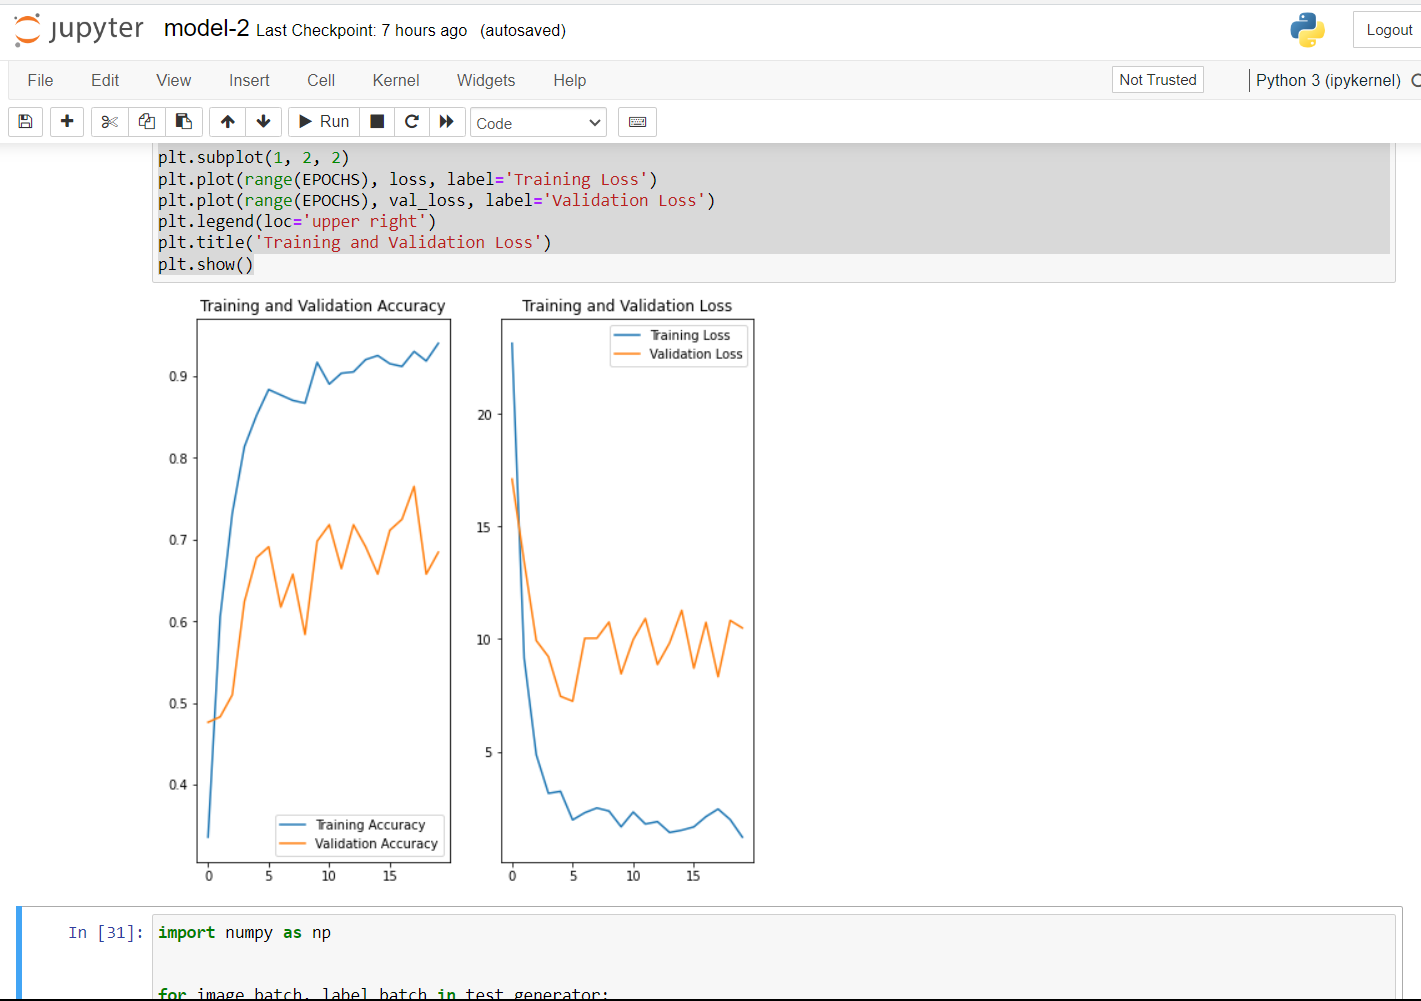 jupyter model-2 Last Checkpoint: 7 hours ago (autosaved) Logout
File Edit View Insert Cell Kernel Widgets Help Not Trusted Python 3 (ipykernel)
Run Code
plt.subplot(1, 2, 2)
plt.plot(range(EPOCHS), loss, label='Training Loss')
plt.plot(range(EPOCHS), val_loss, label='Validation Loss')
plt.legend(loc='upper right')
plt.title('Training and Validation Loss')
plt.show()
Training and Validation Accuracy
0.9
0.8
0.7
0.6
0.5
0.4
Training Accuracy
Validation Accuracy
0 5 10 15
Training and Validation Loss
Training Loss
Validation Loss
20
15
10
5
0 5 10 15
In [31]: import numpy as np
for image_batch, label_batch in test_generator: